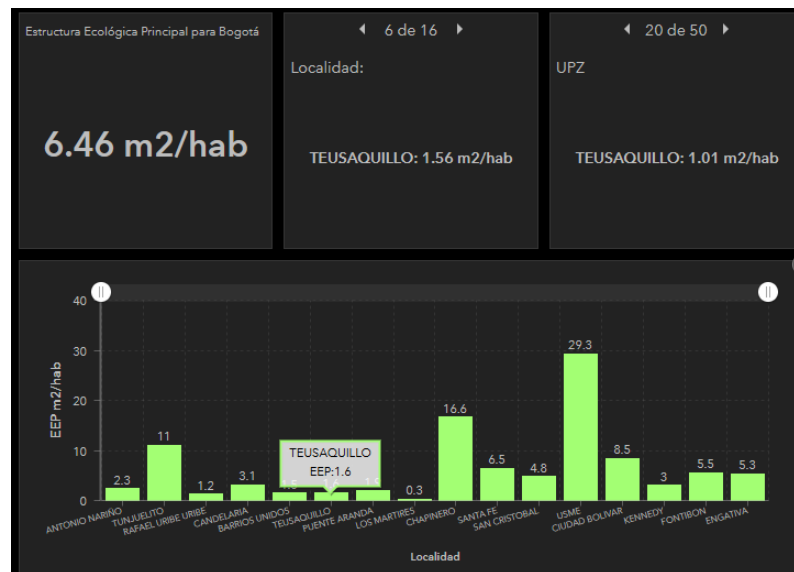 Estructura Ecológica Principal para Bogotá
6.46 m2/hab
6 de 16
Localidad:
TEUSAQUILLO: 1.56 m2/hab
20 de 50
UPZ
TEUSAQUILLO: 1.01 m2/hab
EEP m2/hab
40
30
20
10
0
2.3
11
1.2
3.1
TEUSAQUILLO
EEP:1.6
0.3
16.6
6.5
4.8
29.3
8.5
3
5.5
5.3
ANTONIO NARIÑO
TUNJUELITO
RAFAEL URIBE URIBE
CANDELARIA
BARRIOS UNIDOS
TEUSAQUILLO
PUENTE ARANDA
LOS MARTIRES
CHAPINERO
SANTA FE
SAN CRISTOBAL
USME
CIUDAD BOLIVAR
KENNEDY
FONTIBON
ENGATIVA
Localidad